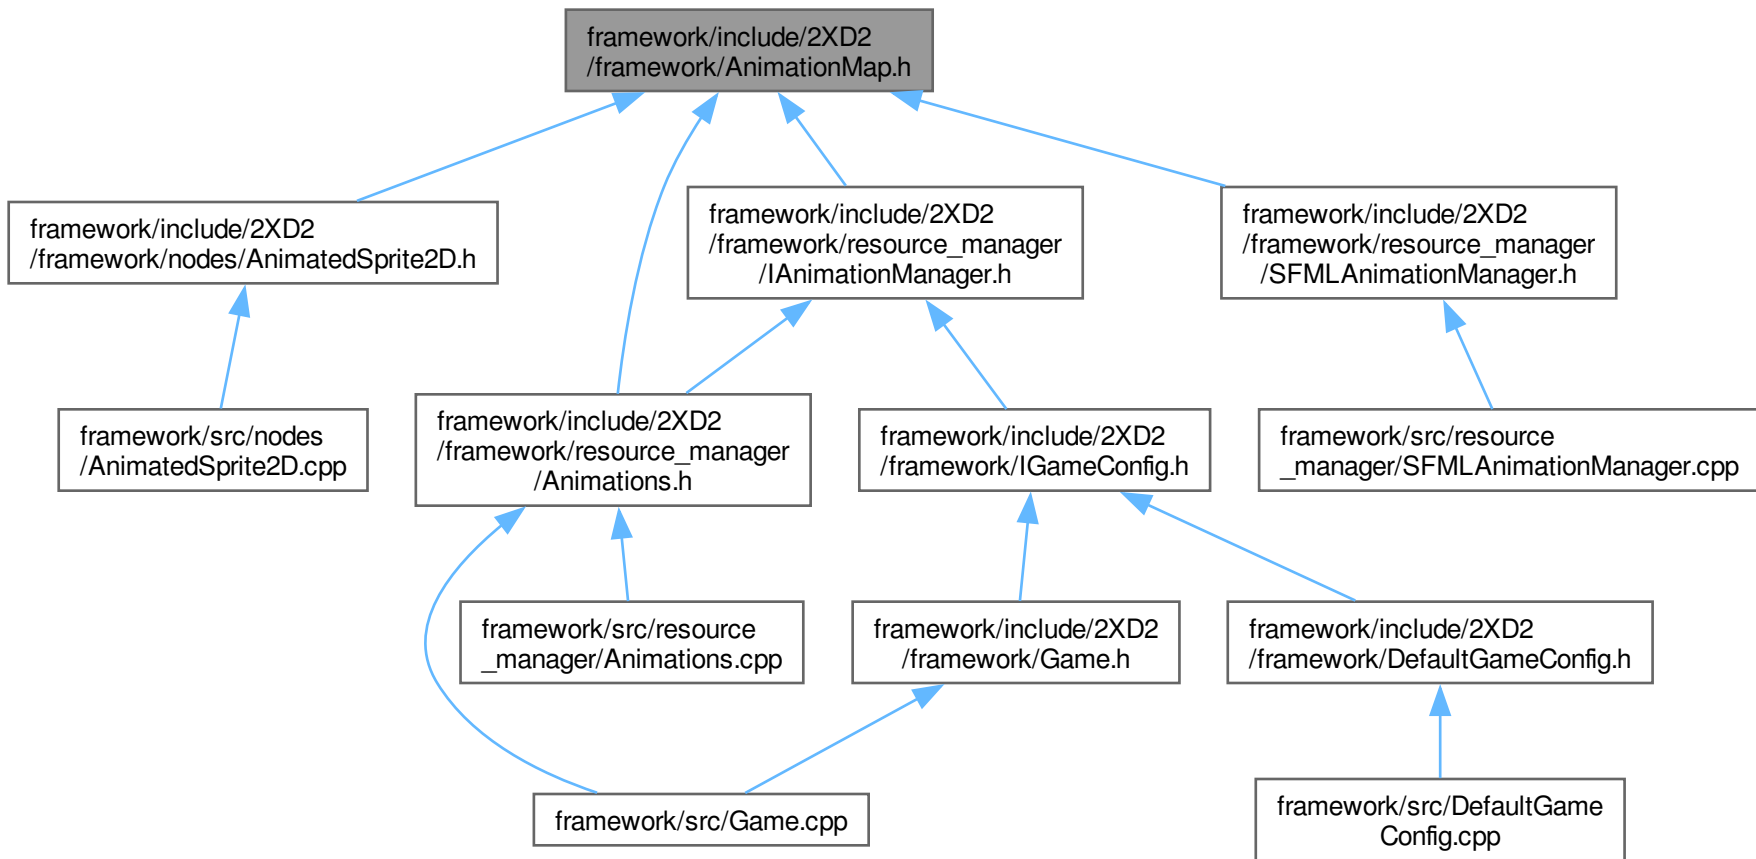 framework/include/2XD2
/framework/AnimationMap.h
framework/include/2XD2
/framework/nodes/AnimatedSprite2D.h
framework/include/2XD2
/framework/resource_manager
/IAnimationManager.h
framework/include/2XD2
/framework/resource_manager
/SFMLAnimationManager.h
framework/src/nodes
/AnimatedSprite2D.cpp
framework/include/2XD2
/framework/resource_manager
/Animations.h
framework/include/2XD2
/framework/IGameConfig.h
framework/src/resource
_manager/SFMLAnimationManager.cpp
framework/src/resource
_manager/Animations.cpp
framework/include/2XD2
/framework/Game.h
framework/include/2XD2
/framework/DefaultGameConfig.h
framework/src/Game.cpp
framework/src/DefaultGame
Config.cpp